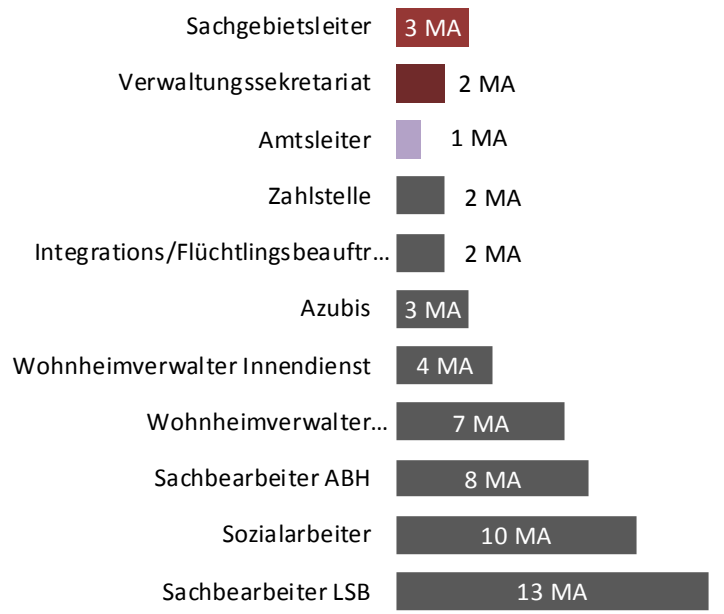 Sachgebietsleiter 3 MA
Verwaltungssekretariat 2 MA
Amtsleiter 1 MA
Zahlstelle 2 MA
Integrations/Flüchtlingsbeauftr... 2 MA
Azubis 3 MA
Wohnheimverwalter Innendienst 4 MA
Wohnheimverwalter... 7 MA
Sachbearbeiter ABH 8 MA
Sozialarbeiter 10 MA
Sachbearbeiter LSB 13 MA